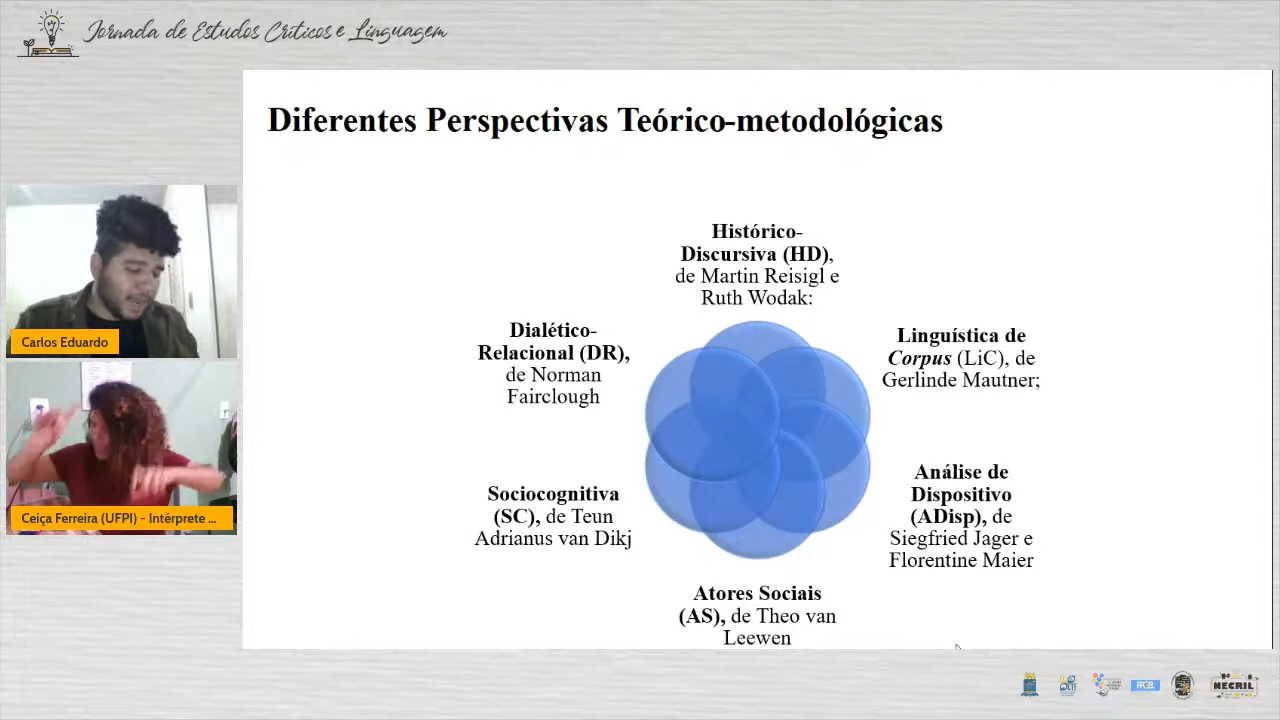 Jornada de Estudos Críticos e Linguagem
Diferentes Perspectivas Teórico-metodológicas
Histórico-
Discursiva (HD),
de Martin Reisigl e
Ruth Wodak:
Linguística de
Corpus (LiC), de
Gerlinde Mautner;
Análise de
Dispositivo
(ADisp), de
Siegfried Jager e
Florentine Maier
Atores Sociais
(AS), de Theo van
Leewen
Sociocognitiva
(SC), de Teun
Adrianus van Dikj
Dialético-
Relacional (DR),
de Norman
Fairclough
Carlos Eduardo
Ceiça Ferreira (UFPI) - Intérprete ...
NECRIL